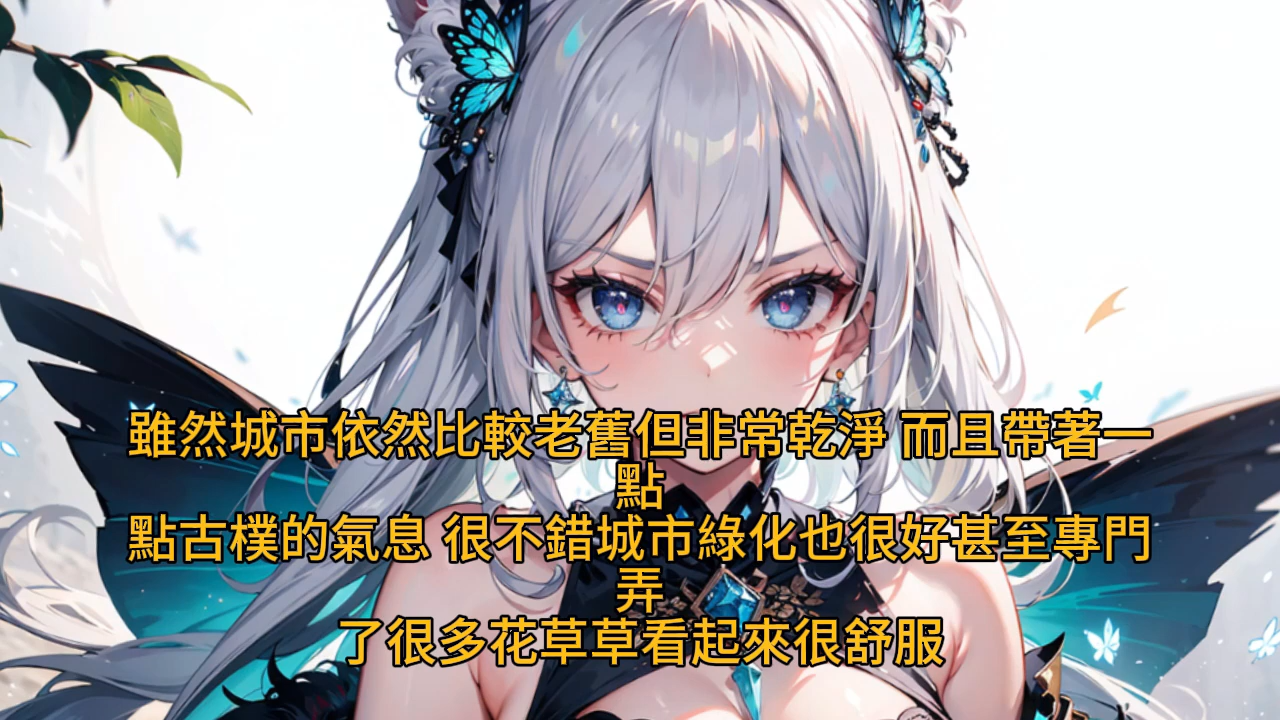 雖然城市依然比較老舊但非常乾淨 而且帶著一
點
點古樸的氣息 很不錯城市綠化也很好甚至專門
弄
了很多花草草看起來很舒服